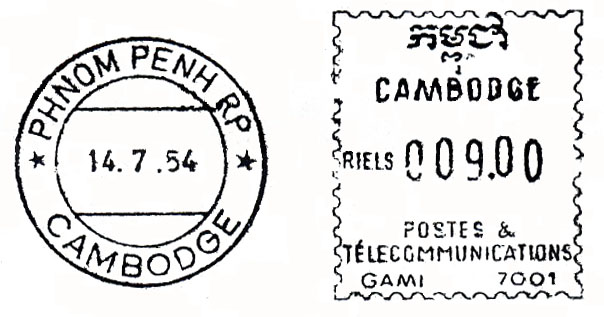 PHNOM PENH RP
14.7.54
CAMBODGE
កម្ពុជា
CAMBODGE
RIELS 009.00
POSTES &
TÉLÉCOMMUNICATIONS
GAMI 7001